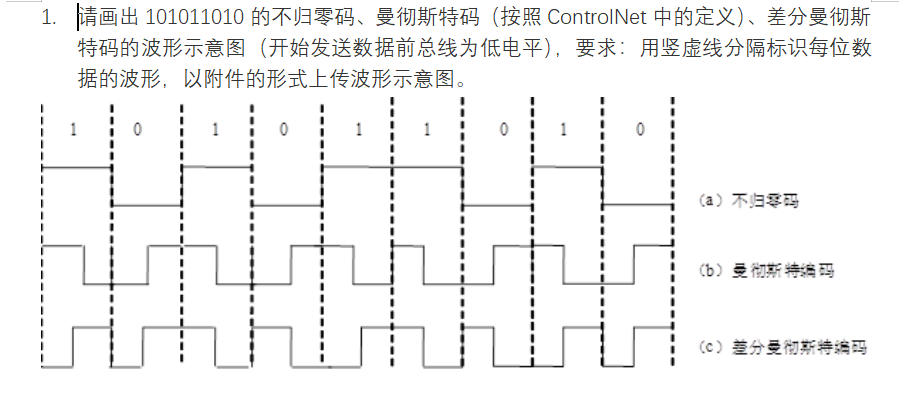 1. 请画出 101011010 的不归零码、曼彻斯特码（按照 ControlNet 中的定义）、差分曼彻斯
特码的波形示意图（开始发送数据前总线为低电平），要求：用竖虚线分隔标识每位数
据的波形，以附件的形式上传波形示意图。
1 0 1 0 1 1 0 1 0
（a）不归零码
（b）曼彻斯特编码
（c）差分曼彻斯特编码